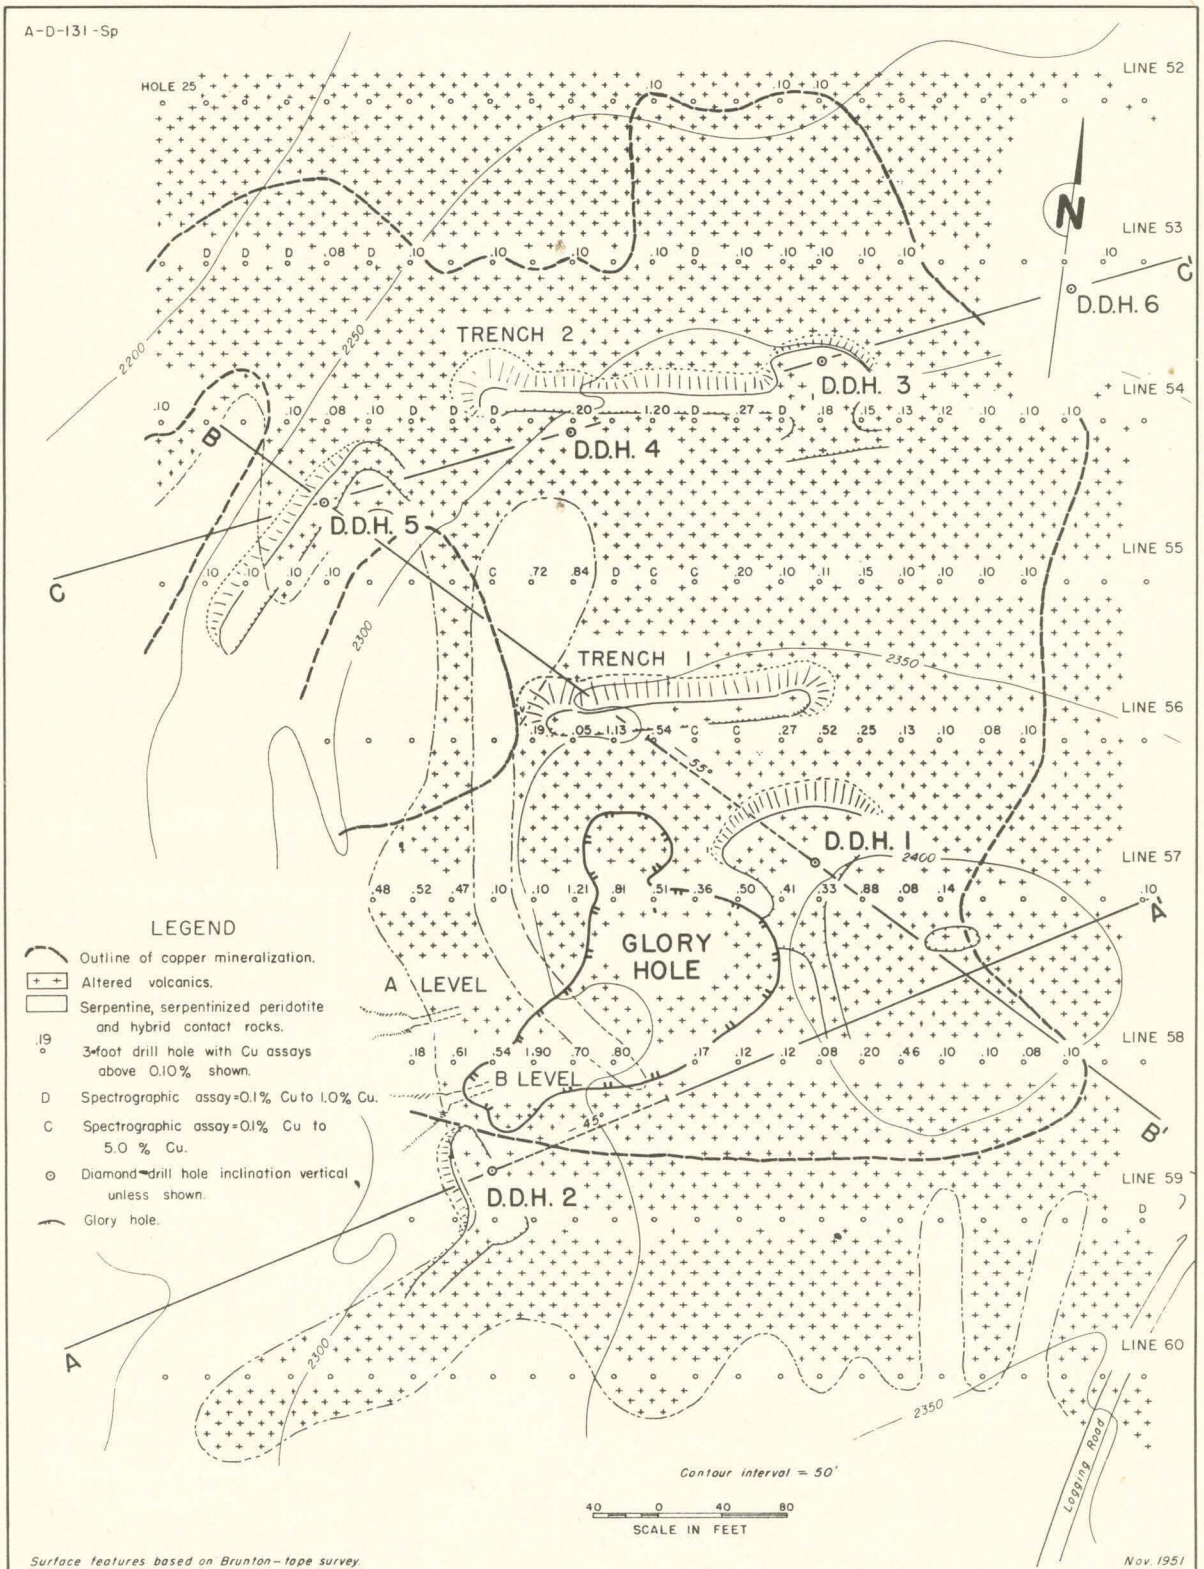 A-D-131-Sp
LINE 52
HOLE 25 .10 .10 .10
LINE 53
D D D .08 D .10 .10 .10 .10 .10 .10 .10 .10 .10 .10
N
C'
D.D.H. 6
2200
2250
TRENCH 2
D.D.H. 3
LINE 54
.10 .10 .08 .10 D D D .20 1.20 D .27 D .18 .15 .13 .12 .10 .10 .10
B
D.D.H. 4
D.D.H. 5
LINE 55
.10 .10 .10 .10 C .72 .84 D C C .20 .10 .11 .15 .10 .10 .10 .10
C
2300
TRENCH 1
2350
LINE 56
.19 .05 1.13 .54 C C .27 .52 .25 .13 .10 .08 .10
55°
D.D.H. 1
2400
LINE 57
.48 .52 .47 .10 .10 1.21 .81 .51 .36 .50 .41 .33 .88 .08 .14 .10
A'
GLORY
HOLE
A LEVEL
LINE 58
.18 .61 .54 1.90 .70 .80 .17 .12 .12 .08 .20 .46 .10 .10 .08 .10
B LEVEL
45°
B'
LINE 59
D
D.D.H. 2
LEGEND
Outline of copper mineralization.
Altered volcanics.
Serpentine, serpentinized peridotite
and hybrid contact rocks.
.19 3-foot drill hole with Cu assays
above 0.10% shown.
D Spectrographic assay=0.1% Cu to 1.0% Cu.
C Spectrographic assay=0.1% Cu to
5.0 % Cu.
Diamond-drill hole inclination vertical
unless shown.
Glory hole.
A
2300
LINE 60
2350
Logging Road
Contour interval = 50'
40 0 40 80
SCALE IN FEET
Surface features based on Brunton-tape survey.
Nov. 1951